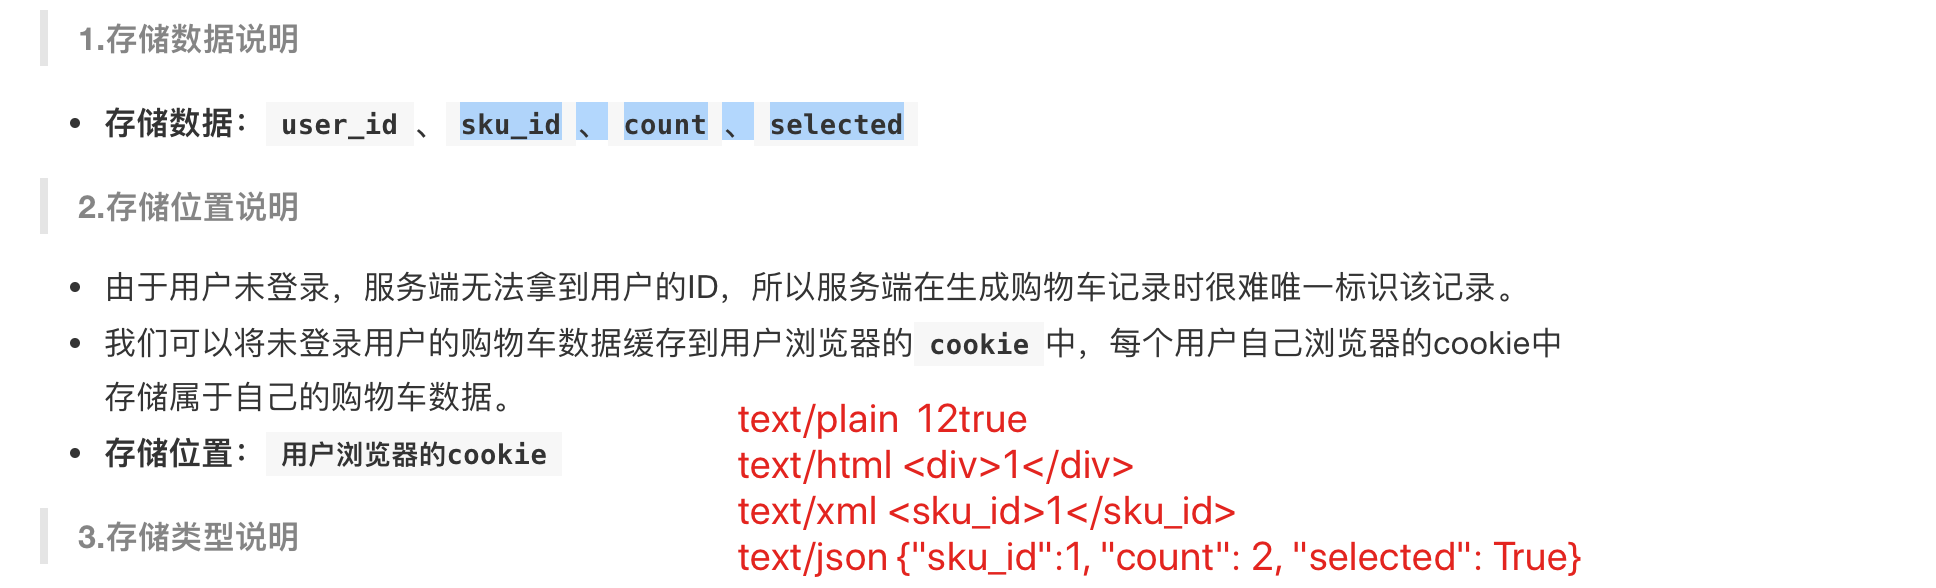 1.存储数据说明
• 存储数据： user_id 、 sku_id 、 count 、 selected
2.存储位置说明
• 由于用户未登录，服务端无法拿到用户的ID，所以服务端在生成购物车记录时很难唯一标识该记录。
• 我们可以将未登录用户的购物车数据缓存到用户浏览器的 cookie 中，每个用户自己浏览器的cookie中
存储属于自己的购物车数据。
text/plain 12true
• 存储位置： 用户浏览器的cookie
text/html <div>1</div>
text/xml <sku_id>1</sku_id>
3.存储类型说明
text/json {"sku_id":1, "count": 2, "selected": True}